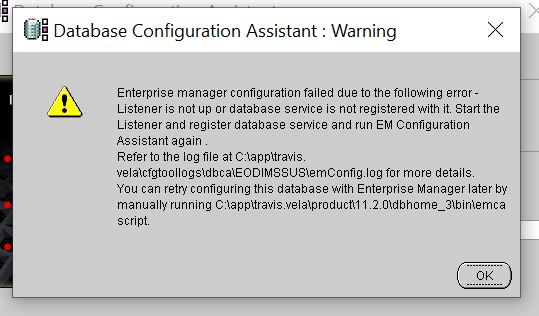 Database Configuration Assistant : Warning
Enterprise manager configuration failed due to the following error -
Listener is not up or database service is not registered with it. Start the
Listener and register database service and run EM Configuration
Assistant again .
Refer to the log file at C:\app\travis.
vela\cfgtoollogs\dbca\EODIMSSUS\emConfig.log for more details.
You can retry configuring this database with Enterprise Manager later by
manually running C:\app\travis.vela\product\11.2.0\dbhome_3\bin\emca
script.
OK